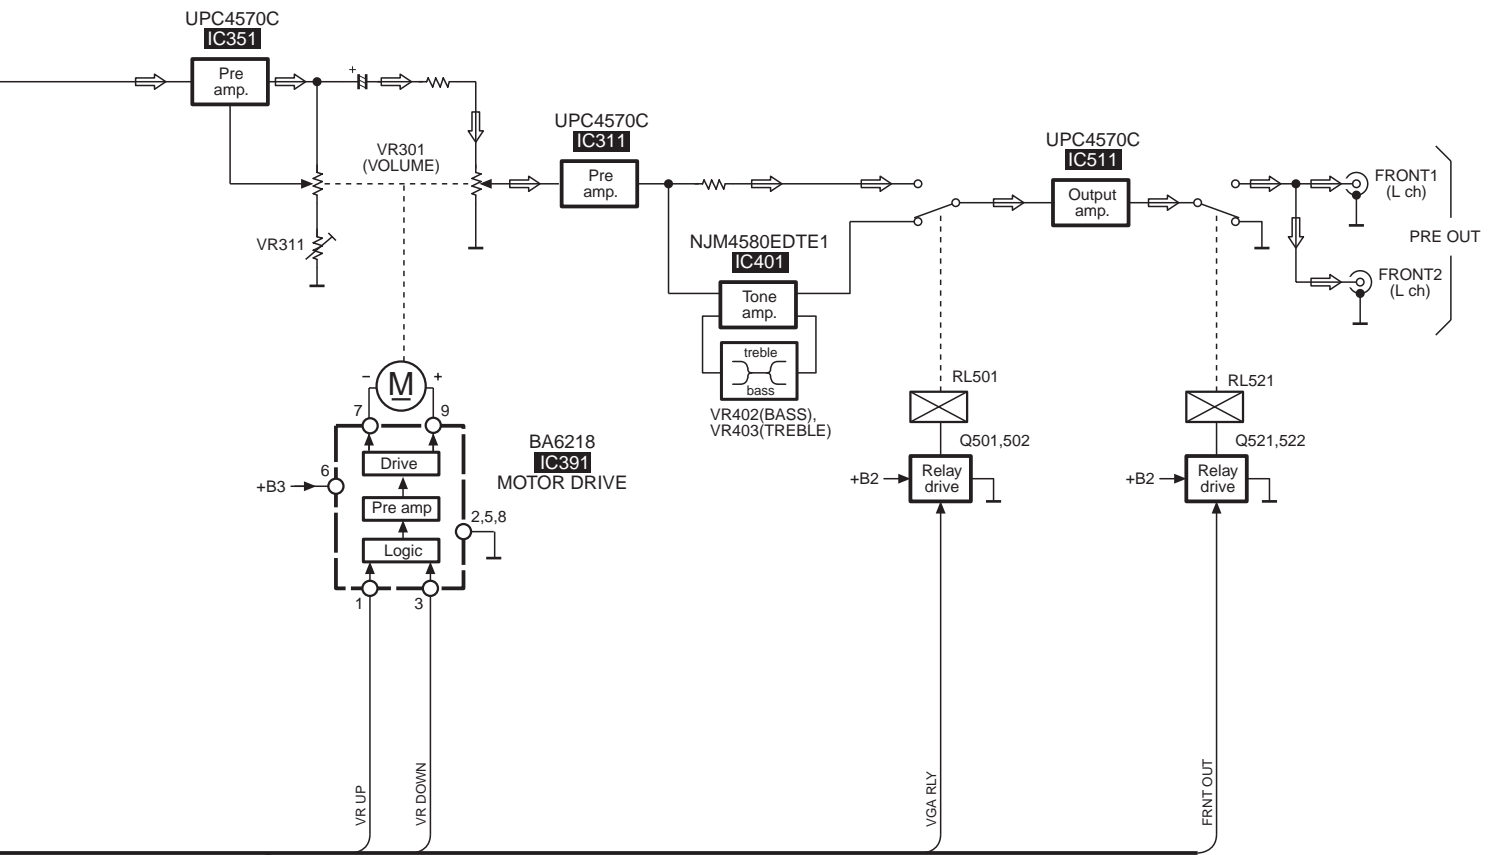 UPC4570C
IC351
Pre
amp.
+
VR301
(VOLUME)
VR311
UPC4570C
IC311
Pre
amp.
NJM4580EDTE1
IC401
Tone
amp.
treble
bass
VR402(BASS),
VR403(TREBLE)
UPC4570C
IC511
Output
amp.
FRONT1
(L ch)
PRE OUT
FRONT2
(L ch)
–
M
+
7
9
Drive
6
+B3
Pre amp
2,5,8
Logic
1
3
BA6218
IC391
MOTOR DRIVE
RL501
Q501,502
+B2
Relay
drive
RL521
Q521,522
+B2
Relay
drive
VR UP
VR DOWN
VGA RLY
FRNT OUT